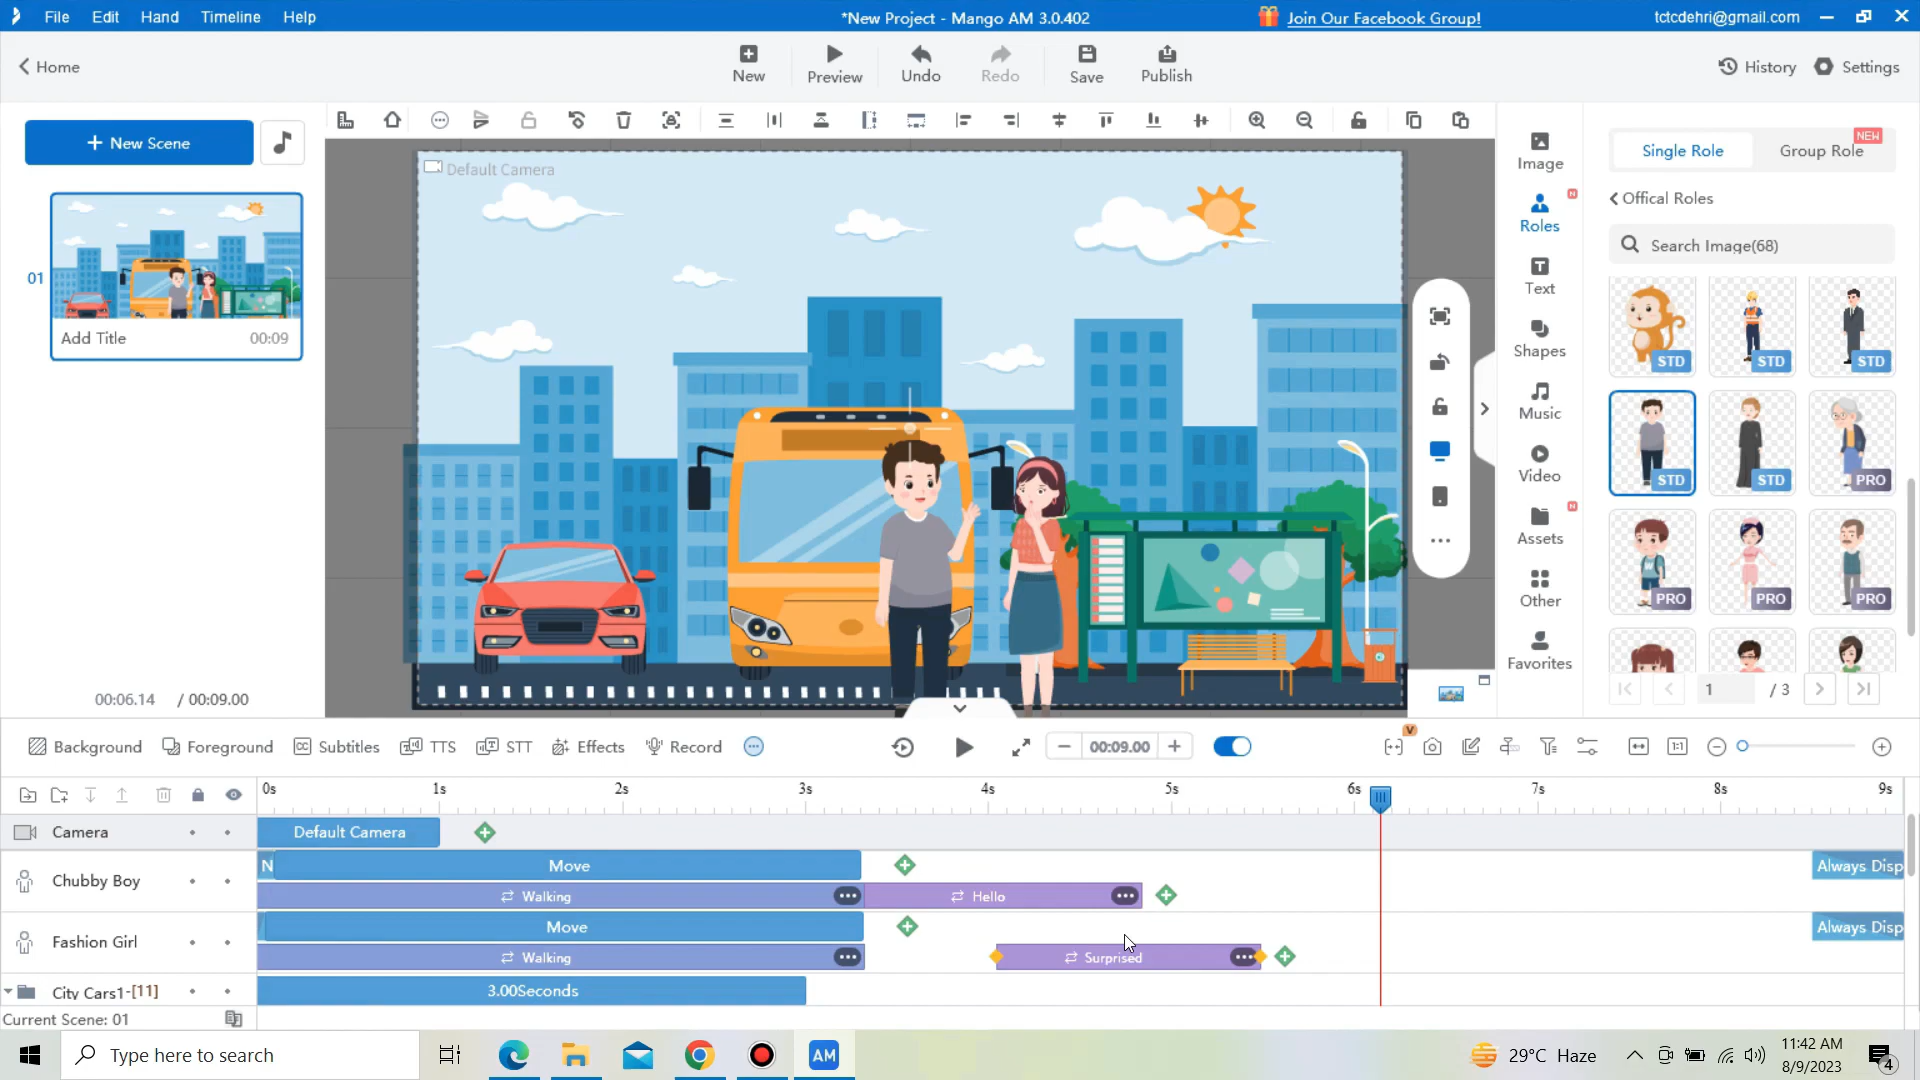 File Edit Hand Timeline Help
*New Project - Mango AM 3.0.402
Join Our Facebook Group!
tctcdehri@gmail.com
Home
New
Preview
Undo
Redo
Save
Publish
History
Settings
New Scene
01
Add Title 00:09
00:06.14 / 00:09.00
Default Camera
Image
Roles
N
Text
Shapes
Music
Video
Assets
N
Other
Favorites
Single Role
Group Role
NEW
Offical Roles
Search Image(68)
STD STD STD
STD STD PRO
PRO PRO PRO
1 / 3
Background Foreground Subtitles TTS STT Effects Record
00:09.00
V
1:1
0s 1s 2s 3s 4s 5s 6s 7s 8s 9s
Camera
Default Camera
Chubby Boy
N Move
Always Disp
Walking Hello
Fashion Girl
Move
Always Disp
Walking Surprised
City Cars1-[11]
3.00Seconds
Current Scene: 01
Type here to search
AM
29°C Haze
11:42 AM
8/9/2023
4